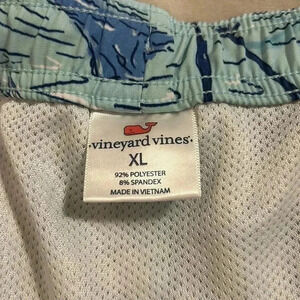 vineyard vines®
XL
92% POLYESTER
8% SPANDEX
MADE IN VIETNAM